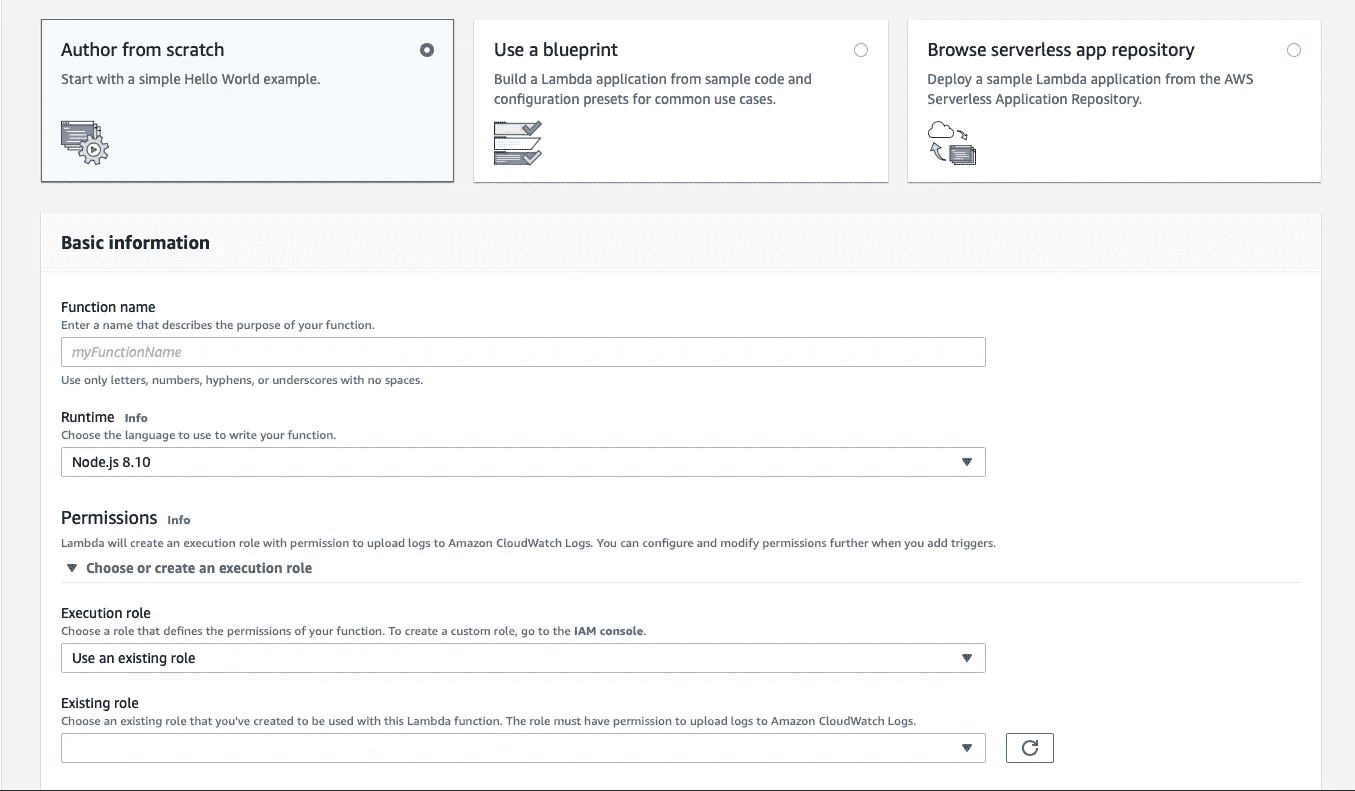 Author from scratch
Start with a simple Hello World example.
Use a blueprint
Build a Lambda application from sample code and
configuration presets for common use cases.
Browse serverless app repository
Deploy a sample Lambda application from the AWS
Serverless Application Repository.
Basic information
Function name
Enter a name that describes the purpose of your function.
myFunctionName
Use only letters, numbers, hyphens, or underscores with no spaces.
Runtime Info
Choose the language to use to write your function.
Node.js 8.10
Permissions Info
Lambda will create an execution role with permission to upload logs to Amazon CloudWatch Logs. You can configure and modify permissions further when you add triggers.
Choose or create an execution role
Execution role
Choose a role that defines the permissions of your function. To create a custom role, go to the IAM console.
Use an existing role
Existing role
Choose an existing role that you've created to be used with this Lambda function. The role must have permission to upload logs to Amazon CloudWatch Logs.